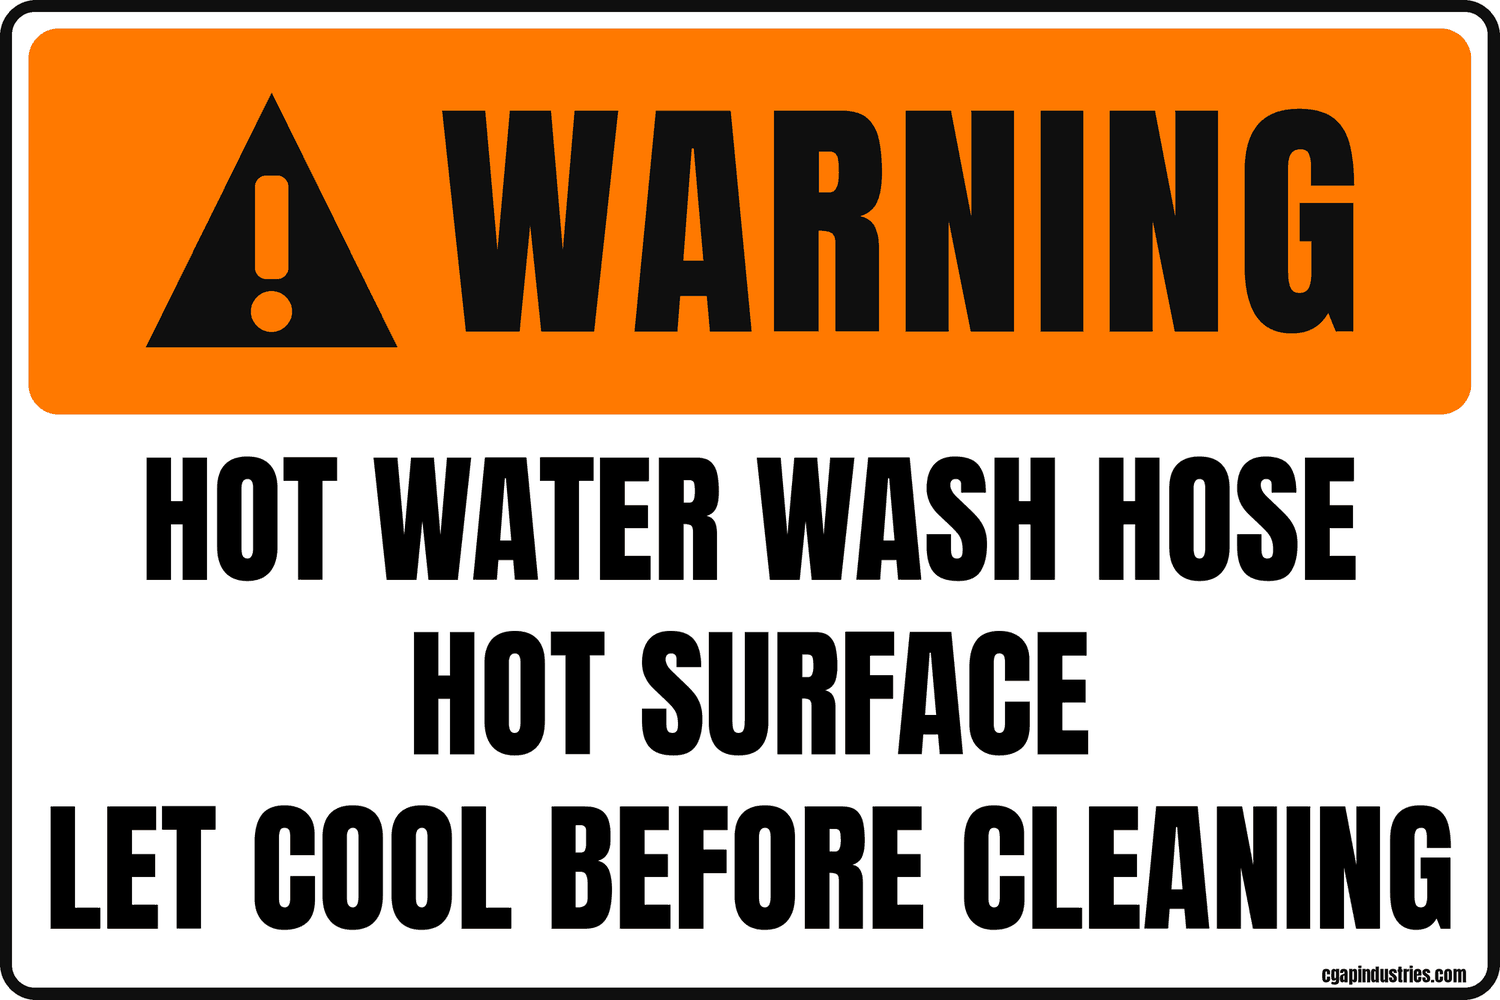 WARNING
HOT WATER WASH HOSE
HOT SURFACE
LET COOL BEFORE CLEANING
cgapindustries.com